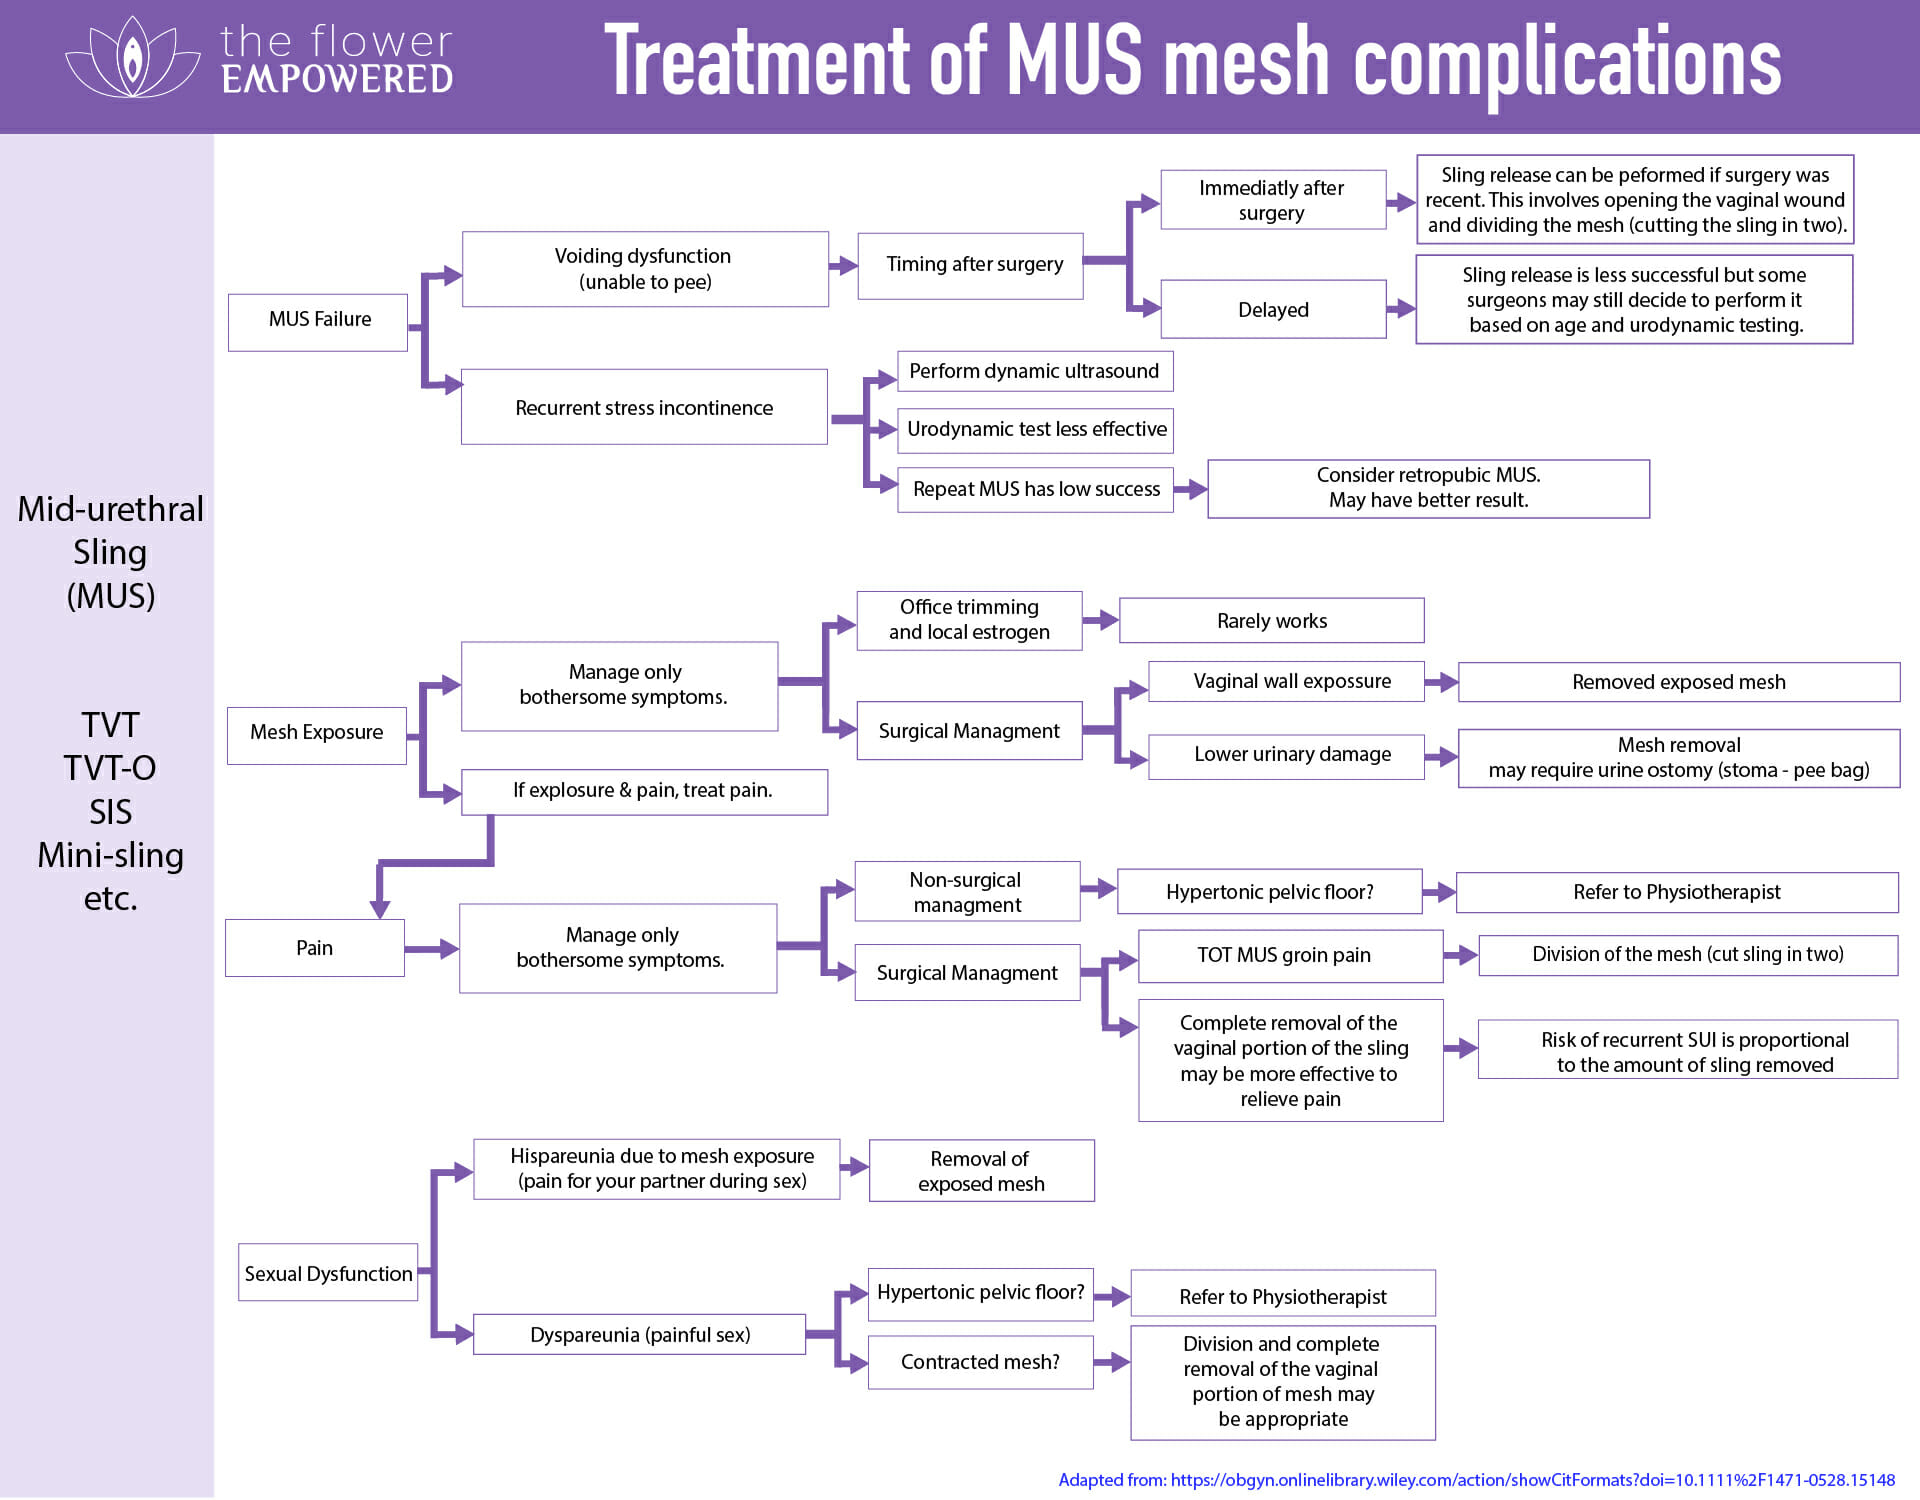 the flower
EMPOWERED
Treatment of MUS mesh complications
Mid-urethral
Sling
(MUS)
TVT
TVT-O
SIS
Mini-sling
etc.
MUS Failure
Voiding dysfunction
(unable to pee)
Timing after surgery
Immediatly after
surgery
Sling release can be peformed if surgery was
recent. This involves opening the vaginal wound
and dividing the mesh (cutting the sling in two).
Delayed
Sling release is less successful but some
surgeons may still decide to perform it
based on age and urodynamic testing.
Recurrent stress incontinence
Perform dynamic ultrasound
Urodynamic test less effective
Repeat MUS has low success
Consider retropubic MUS.
May have better result.
Mesh Exposure
Manage only
bothersome symptoms.
Office trimming
and local estrogen
Rarely works
Surgical Managment
Vaginal wall expossure
Removed exposed mesh
Lower urinary damage
Mesh removal
may require urine ostomy (stoma - pee bag)
If explosure & pain, treat pain.
Pain
Manage only
bothersome symptoms.
Non-surgical
managment
Hypertonic pelvic floor?
Refer to Physiotherapist
Surgical Managment
TOT MUS groin pain
Division of the mesh (cut sling in two)
Complete removal of the
vaginal portion of the sling
may be more effective to
relieve pain
Risk of recurrent SUI is proportional
to the amount of sling removed
Sexual Dysfunction
Hispareunia due to mesh exposure
(pain for your partner during sex)
Removal of
exposed mesh
Dyspareunia (painful sex)
Hypertonic pelvic floor?
Refer to Physiotherapist
Contracted mesh?
Division and complete
removal of the vaginal
portion of mesh may
be appropriate
Adapted from: https://obgyn.onlinelibrary.wiley.com/action/showCitFormats?doi=10.1111%2F1471-0528.15148